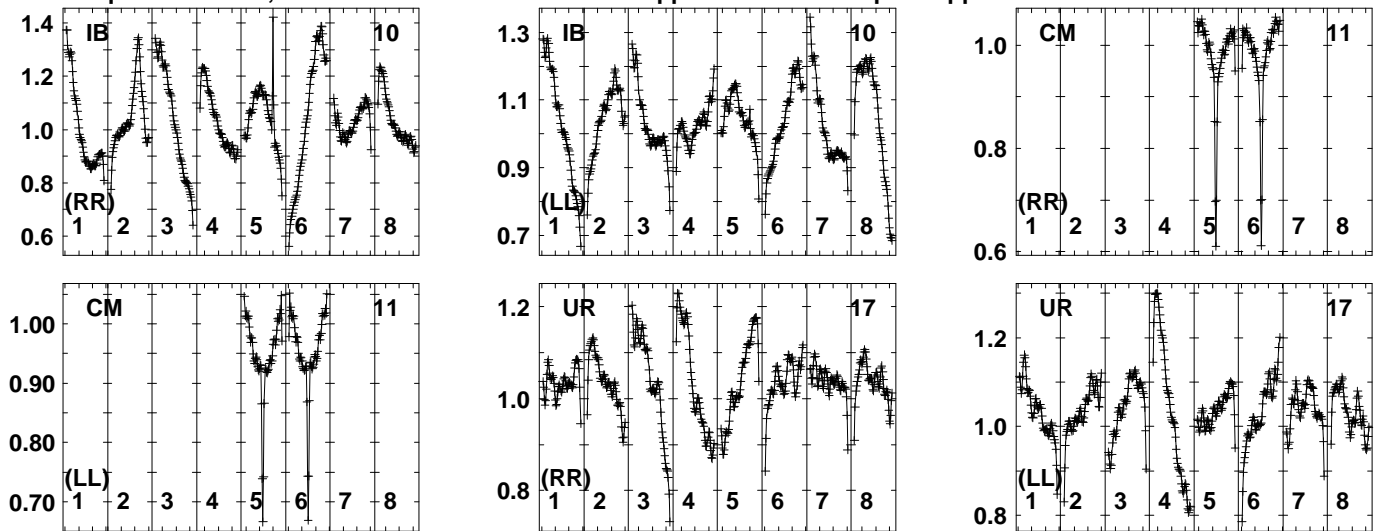 1.4 IB 10
1.2
1.0
0.8
(RR)
0.6 1 2 3 4 5 6 7 8
1.3 IB 10
1.1
0.9
(LL)
0.7 1 2 3 4 5 6 7 8
CM 11
1.0
0.8
(RR)
0.6 1 2 3 4 5 6 7 8
CM 11
1.00
0.90
0.80
(LL)
0.70 1 2 3 4 5 6 7 8
1.2 UR 17
1.0
(RR)
0.8 1 2 3 4 5 6 7 8
UR 17
1.2
1.0
(LL)
0.8 1 2 3 4 5 6 7 8